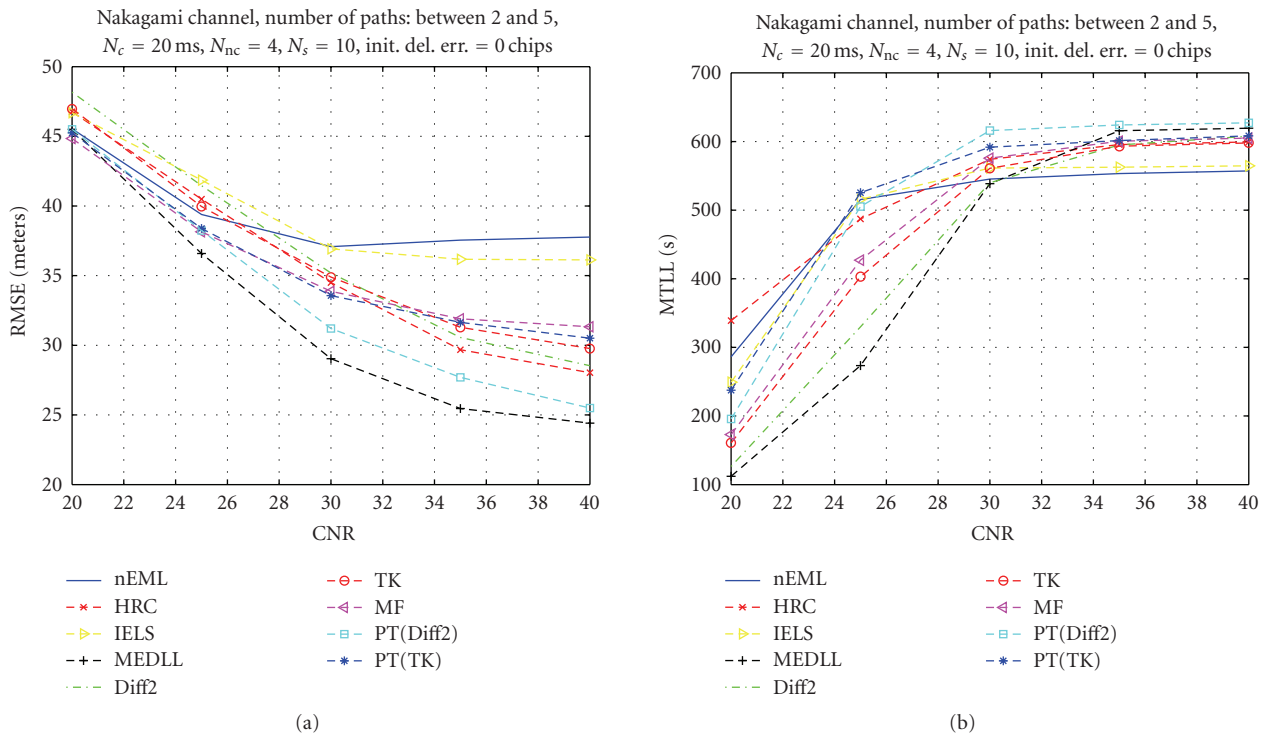 Nakagami channel, number of paths: between 2 and 5,
N_c = 20 ms, N_nc = 4, N_s = 10, init. del. err. = 0 chips
50
45
40
35
30
25
20
RMSE (meters)
20 22 24 26 28 30 32 34 36 38 40
CNR
nEML
HRC
IELS
MEDLL
Diff2
TK
MF
PT(Diff2)
PT(TK)
(a)
Nakagami channel, number of paths: between 2 and 5,
N_c = 20 ms, N_nc = 4, N_s = 10, init. del. err. = 0 chips
700
600
500
400
300
200
100
MTLL (s)
20 22 24 26 28 30 32 34 36 38 40
CNR
nEML
HRC
IELS
MEDLL
Diff2
TK
MF
PT(Diff2)
PT(TK)
(b)